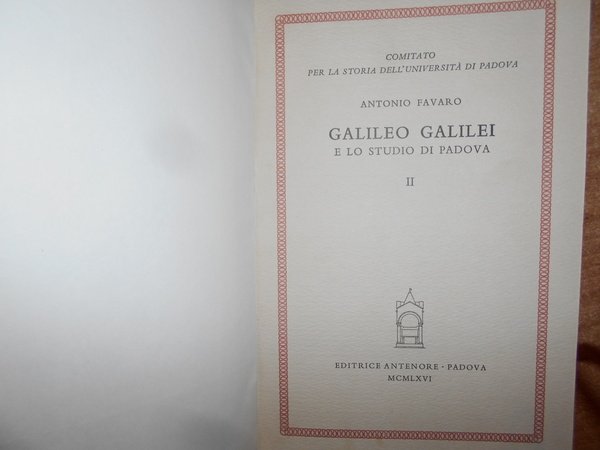 COMITATO
PER LA STORIA DELL'UNIVERSITÀ DI PADOVA
ANTONIO FAVARO
GALILEO GALILEI
E LO STUDIO DI PADOVA
II
EDITRICE ANTENORE · PADOVA
MCMLXVI